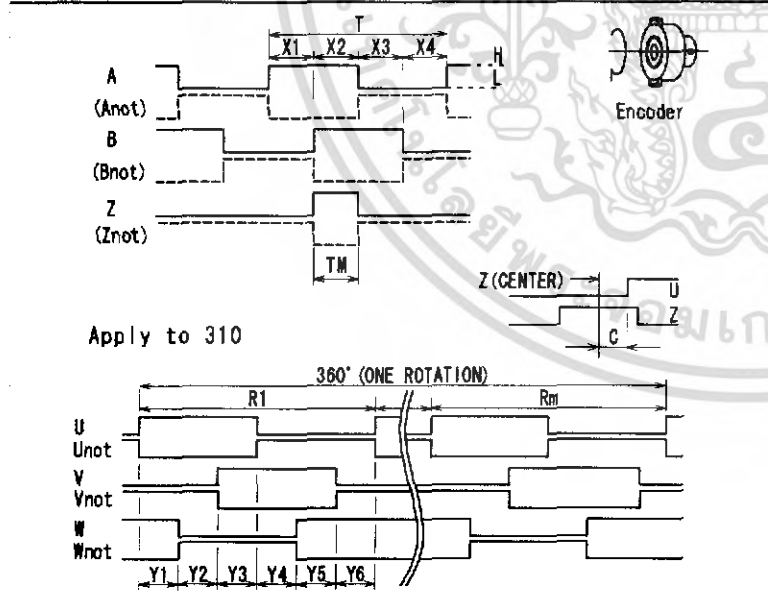 T
X1 X2 X3 X4
H
L
A
(Anot)
B
(Bnot)
Z
(Znot)
TM
Encoder
Z(CENTER)
U
Z
C
Apply to 310
360°(ONE ROTATION)
R1 Rm
U
Unot
V
Vnot
W
Wnot
Y1 Y2 Y3 Y4 Y5 Y6